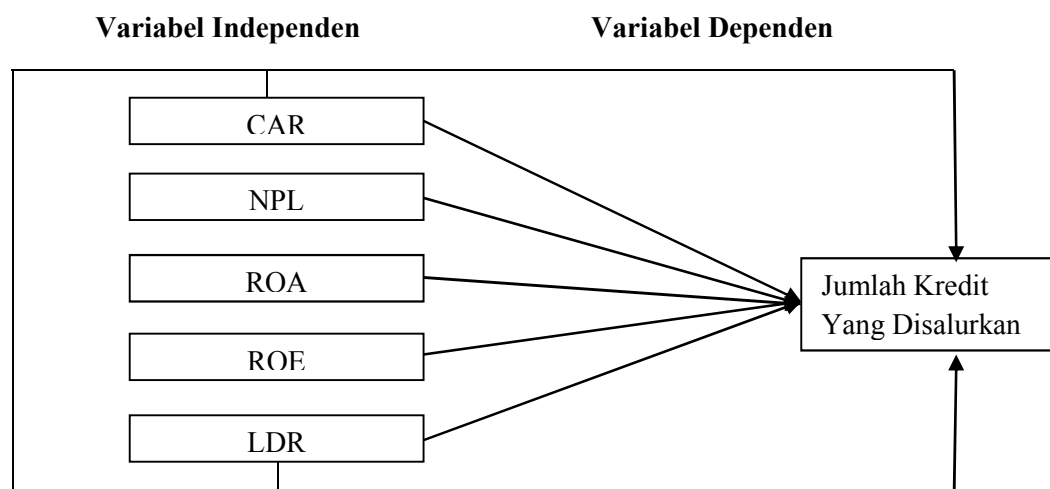 Variabel Independen Variabel Dependen
CAR
NPL
ROA
ROE
LDR
Jumlah Kredit
Yang Disalurkan